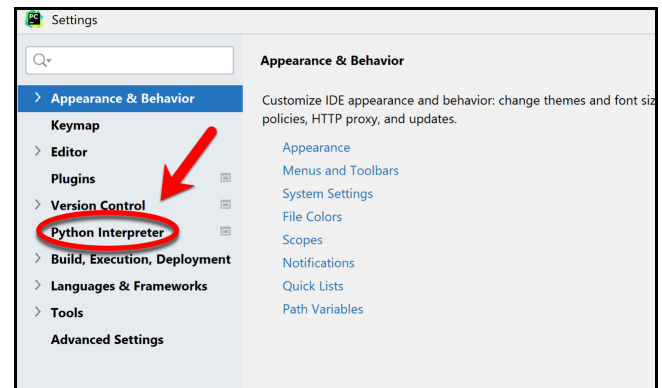 PC Settings
Appearance & Behavior
Keymap
Editor
Plugins
Version Control
Python Interpreter
Build, Execution, Deployment
Languages & Frameworks
Tools
Advanced Settings
Appearance & Behavior
Customize IDE appearance and behavior: change themes and font siz
policies, HTTP proxy, and updates.
Appearance
Menus and Toolbars
System Settings
File Colors
Scopes
Notifications
Quick Lists
Path Variables